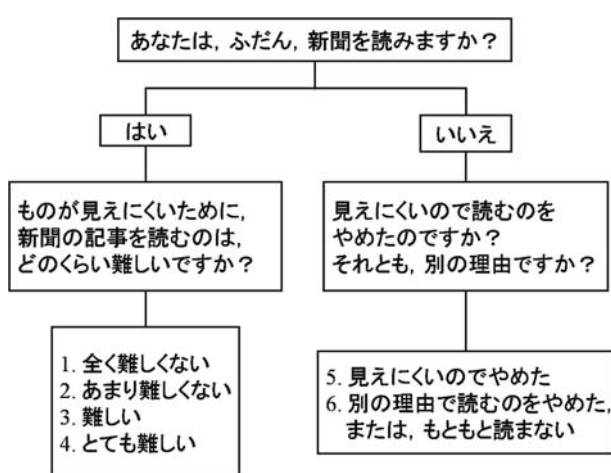 あなたは, ふだん, 新聞を読みますか？
はい
いいえ
ものが見えにくいために,
新聞の記事を読むのは,
どのくらい難しいですか？
見えにくいので読むのを
やめたのですか？
それとも, 別の理由ですか？
1. 全く難しくない
2. あまり難しくない
3. 難しい
4. とても難しい
5. 見えにくいのでやめた
6. 別の理由で読むのをやめた,
または, もともと読まない